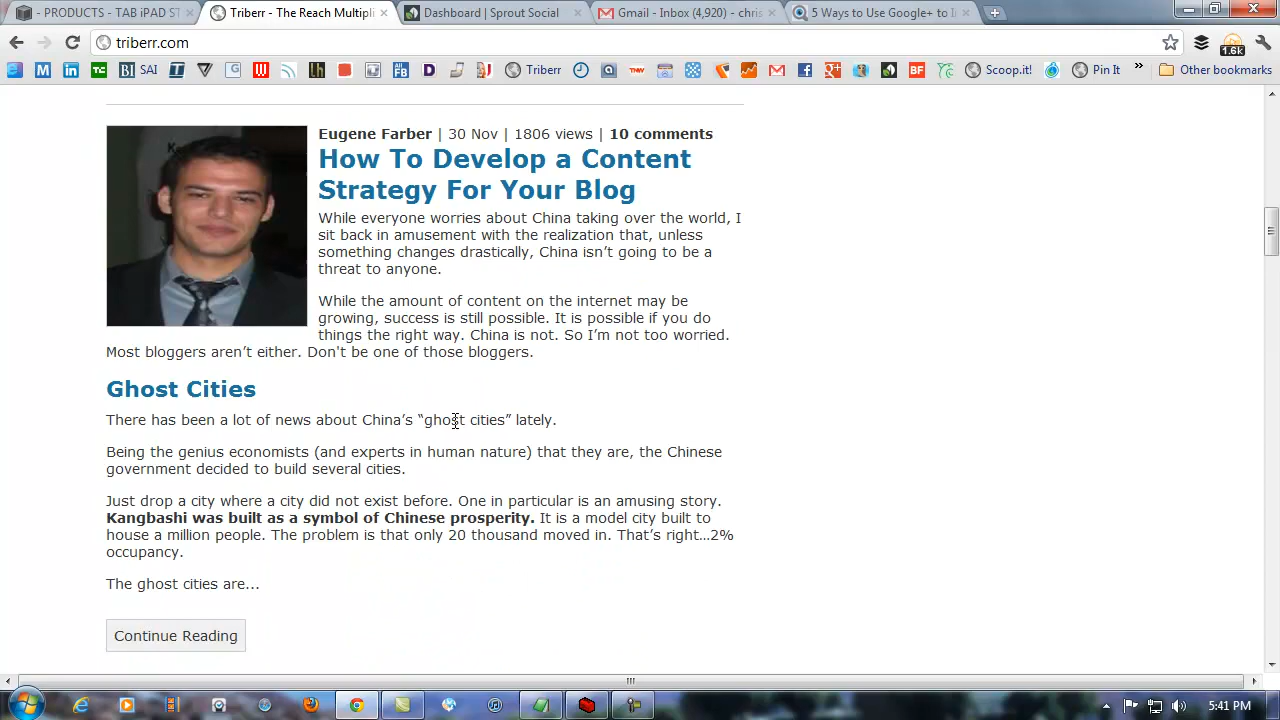 - PRODUCTS - TAB iPAD ST
Triberr - The Reach Multipli
Dashboard | Sprout Social
Gmail - Inbox (4,920) - chris
5 Ways to Use Google+ to I
triberr.com
1.6k
SAI
Triberr
Scoop.it!
Pin It
Other bookmarks
Eugene Farber | 30 Nov | 1806 views | 10 comments
How To Develop a Content
Strategy For Your Blog
While everyone worries about China taking over the world, I
sit back in amusement with the realization that, unless
something changes drastically, China isn’t going to be a
threat to anyone.
While the amount of content on the internet may be
growing, success is still possible. It is possible if you do
things the right way. China is not. So I’m not too worried.
Most bloggers aren’t either. Don't be one of those bloggers.
Ghost Cities
There has been a lot of news about China’s “ghost cities” lately.
Being the genius economists (and experts in human nature) that they are, the Chinese
government decided to build several cities.
Just drop a city where a city did not exist before. One in particular is an amusing story.
Kangbashi was built as a symbol of Chinese prosperity. It is a model city built to
house a million people. The problem is that only 20 thousand moved in. That’s right…2%
occupancy.
The ghost cities are...
Continue Reading
5:41 PM